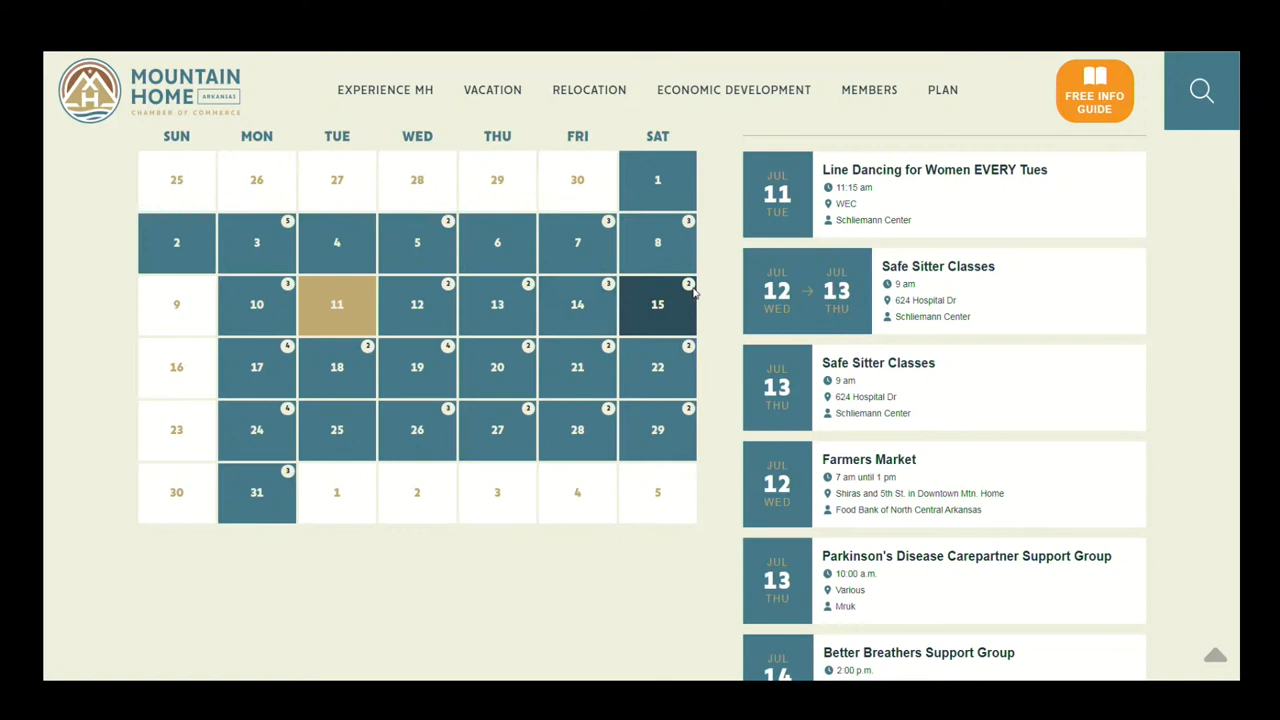 MOUNTAIN
HOME ARKANSAS
CHAMBER OF COMMERCE
EXPERIENCE MH VACATION RELOCATION ECONOMIC DEVELOPMENT MEMBERS PLAN
FREE INFO
GUIDE
SUN MON TUE WED THU FRI SAT
25 26 27 28 29 30 1
2 3 5 4 5 2 6 7 3 8 3
9 10 3 11 12 2 13 2 14 3 15 2
16 17 4 18 2 19 4 20 2 21 2 22 2
23 24 4 25 26 3 27 2 28 2 29 2
30 31 3 1 2 3 4 5
JUL
11
TUE
Line Dancing for Women EVERY Tues
11:15 am
WEC
Schliemann Center
JUL
12
WED
JUL
13
THU
Safe Sitter Classes
9 am
624 Hospital Dr
Schliemann Center
JUL
13
THU
Safe Sitter Classes
9 am
624 Hospital Dr
Schliemann Center
JUL
12
WED
Farmers Market
7 am until 1 pm
Shiras and 5th St. in Downtown Mtn. Home
Food Bank of North Central Arkansas
JUL
13
THU
Parkinson's Disease Carepartner Support Group
10:00 a.m.
Various
Mruk
JUL
14
Better Breathers Support Group
2:00 p.m.